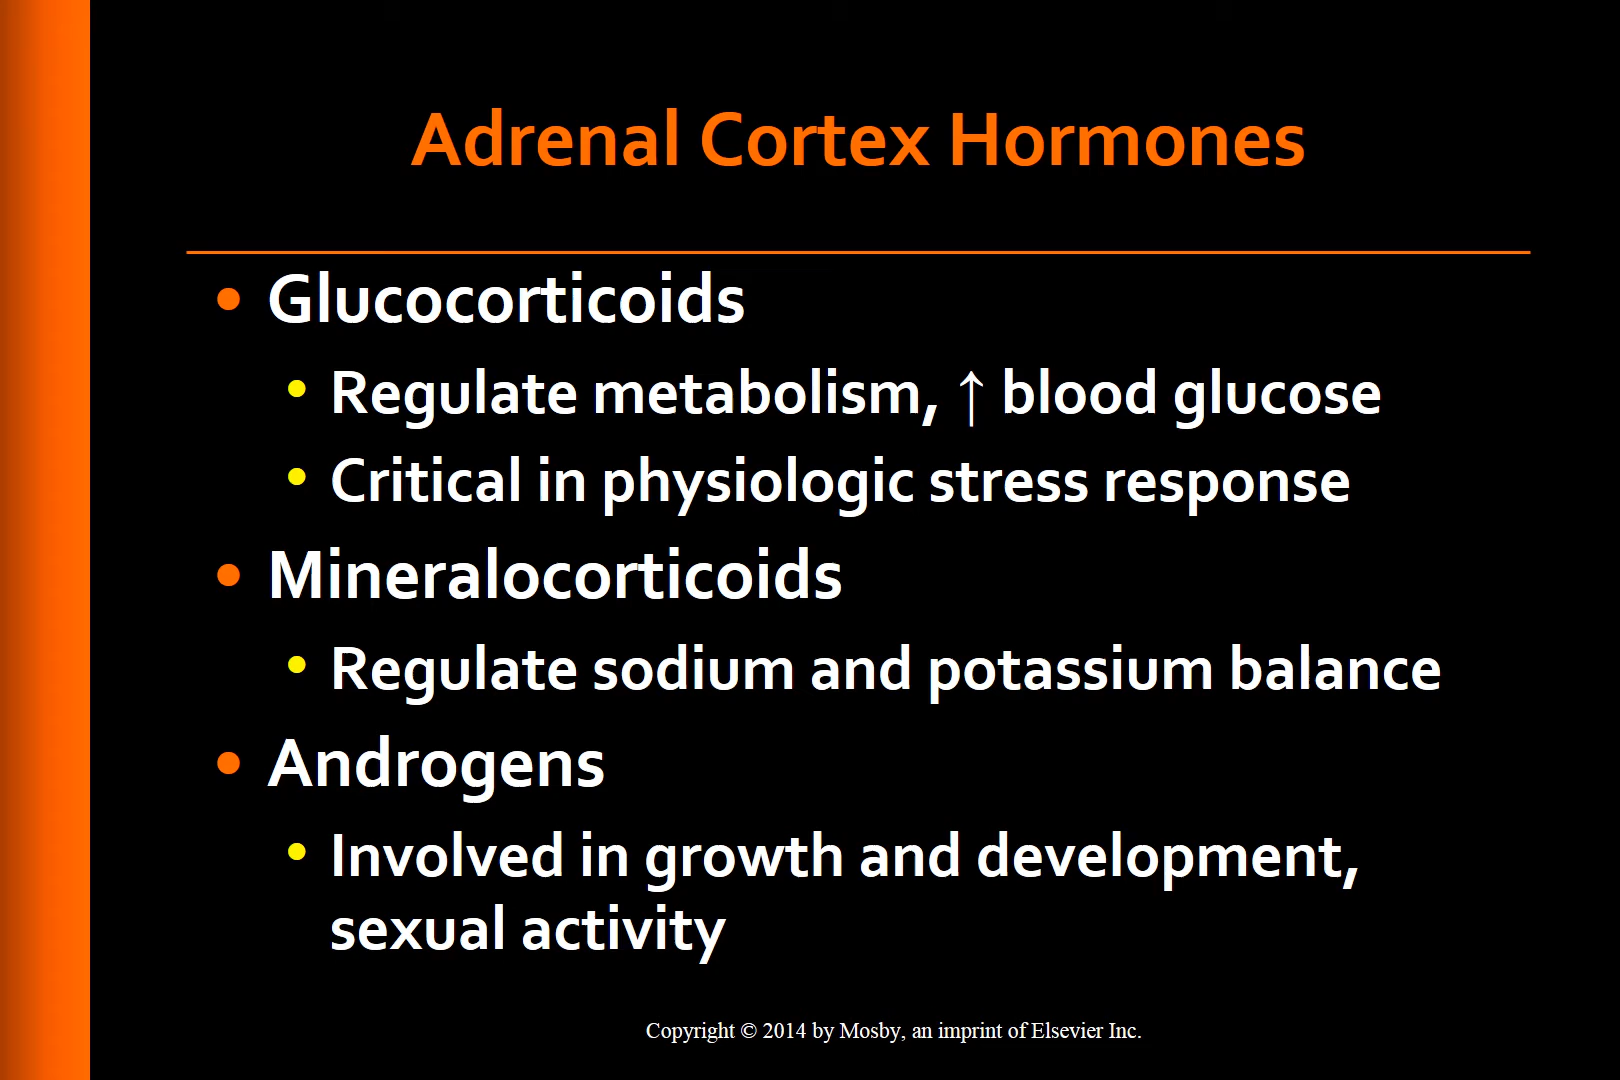 Adrenal Cortex Hormones
• Glucocorticoids
• Regulate metabolism, ↑ blood glucose
• Critical in physiologic stress response
• Mineralocorticoids
• Regulate sodium and potassium balance
• Androgens
• Involved in growth and development,
sexual activity
Copyright © 2014 by Mosby, an imprint of Elsevier Inc.